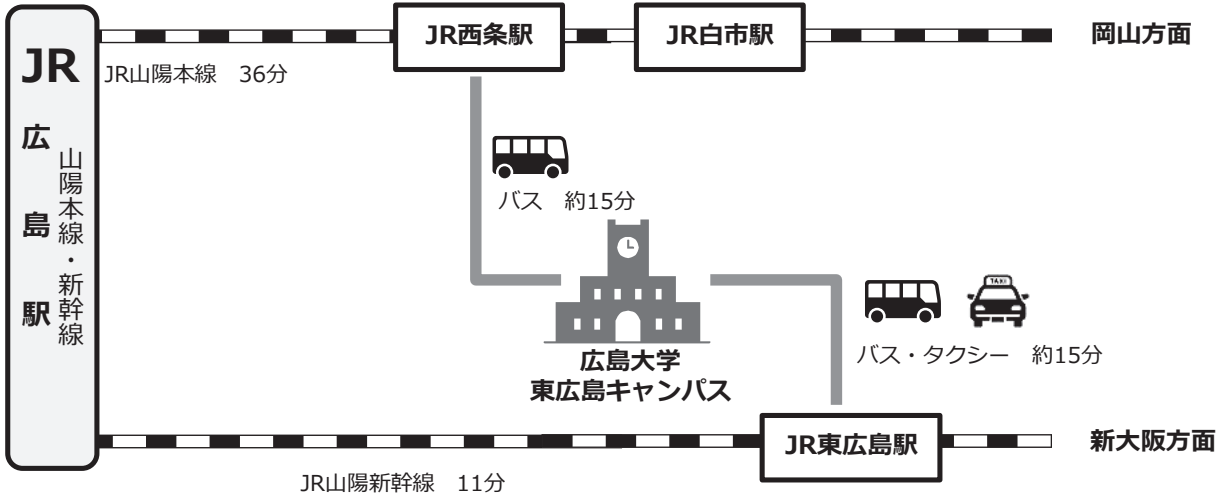 JR広島駅
山陽本線・新幹線
JR山陽本線　36分
JR西条駅
JR白市駅
岡山方面
バス　約15分
広島大学
東広島キャンパス
TAXI
バス・タクシー　約15分
JR東広島駅
新大阪方面
JR山陽新幹線　11分